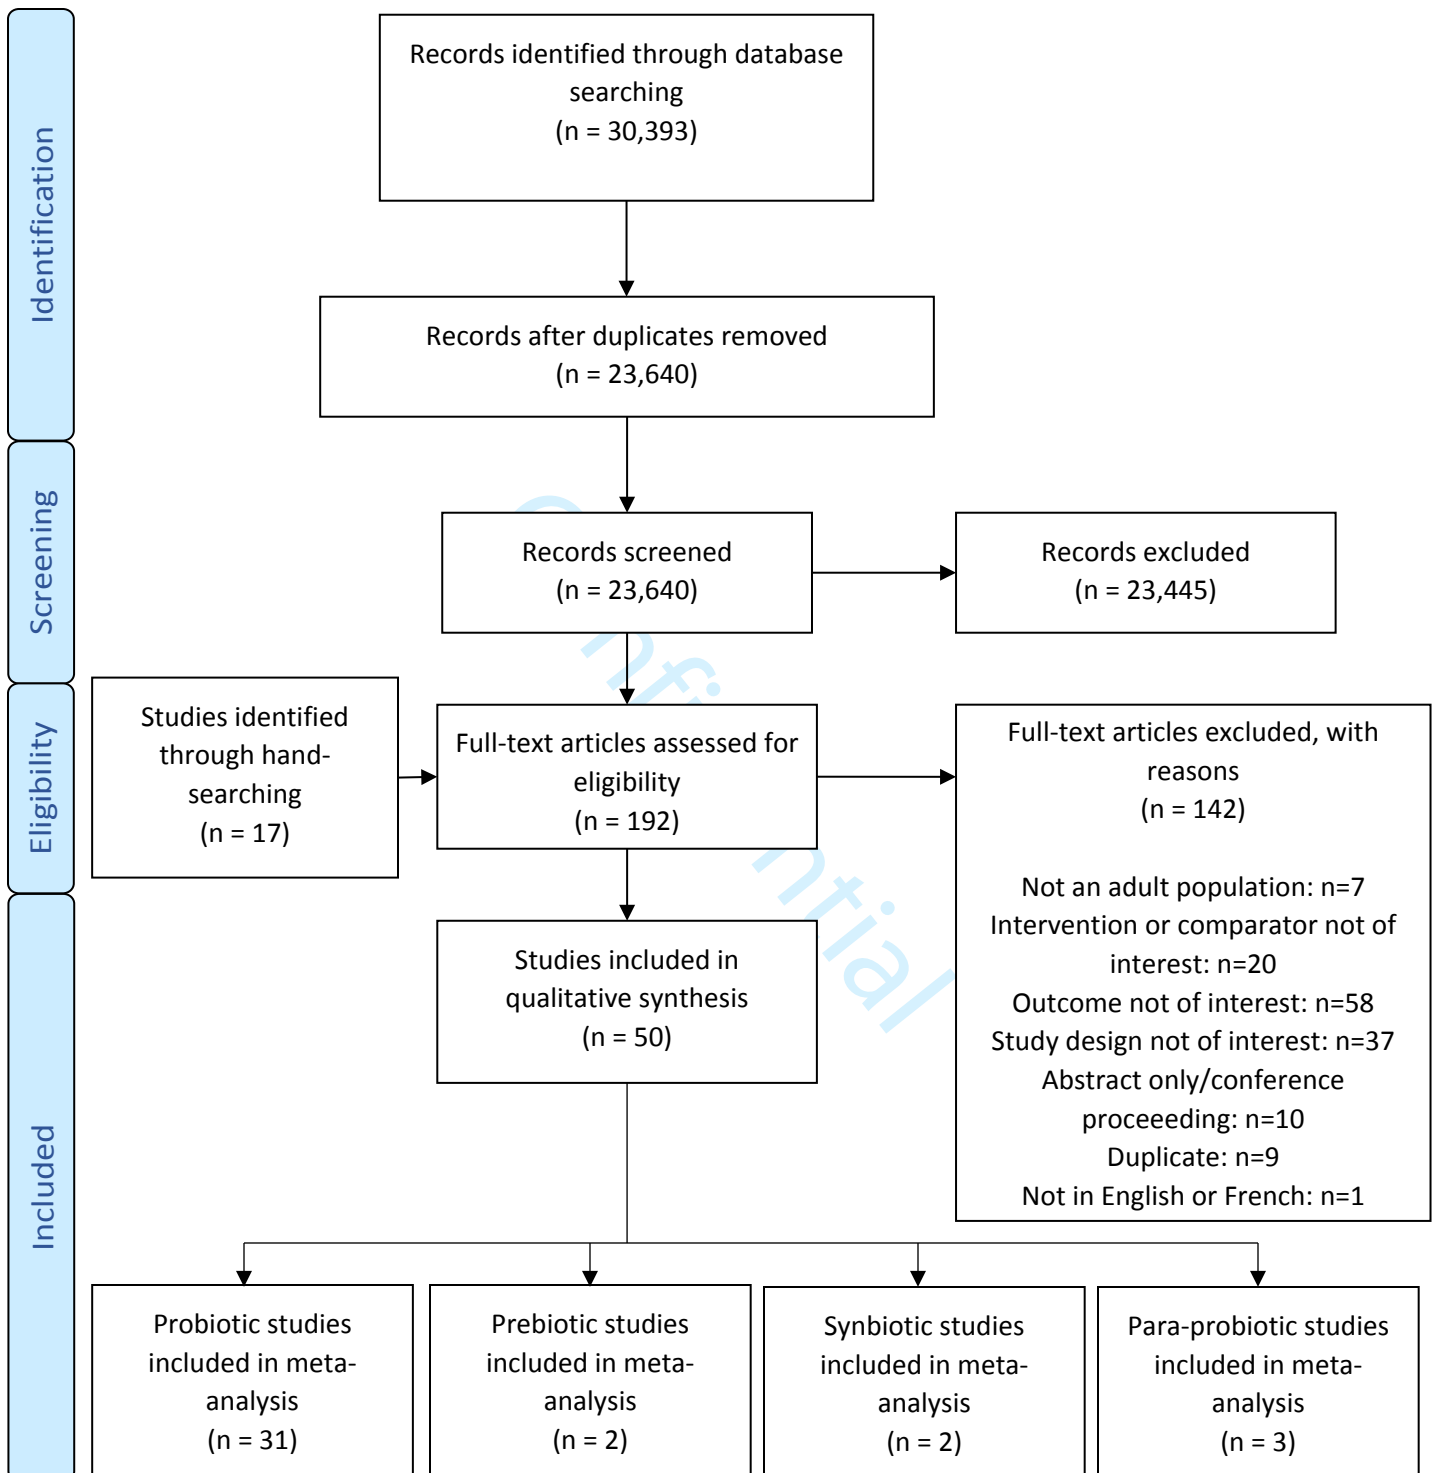 Identification
Records identified through database
searching
(n = 30,393)
Records after duplicates removed
(n = 23,640)
Screening
Records screened
(n = 23,640)
Records excluded
(n = 23,445)
Eligibility
Studies identified
through hand-
searching
(n = 17)
Full-text articles assessed for
eligibility
(n = 192)
Full-text articles excluded, with
reasons
(n = 142)
Not an adult population: n=7
Intervention or comparator not of
interest: n=20
Outcome not of interest: n=58
Study design not of interest: n=37
Abstract only/conference
proceeeding: n=10
Duplicate: n=9
Not in English or French: n=1
Included
Studies included in
qualitative synthesis
(n = 50)
Probiotic studies
included in meta-
analysis
(n = 31)
Prebiotic studies
included in meta-
analysis
(n = 2)
Synbiotic studies
included in meta-
analysis
(n = 2)
Para-probiotic studies
included in meta-
analysis
(n = 3)